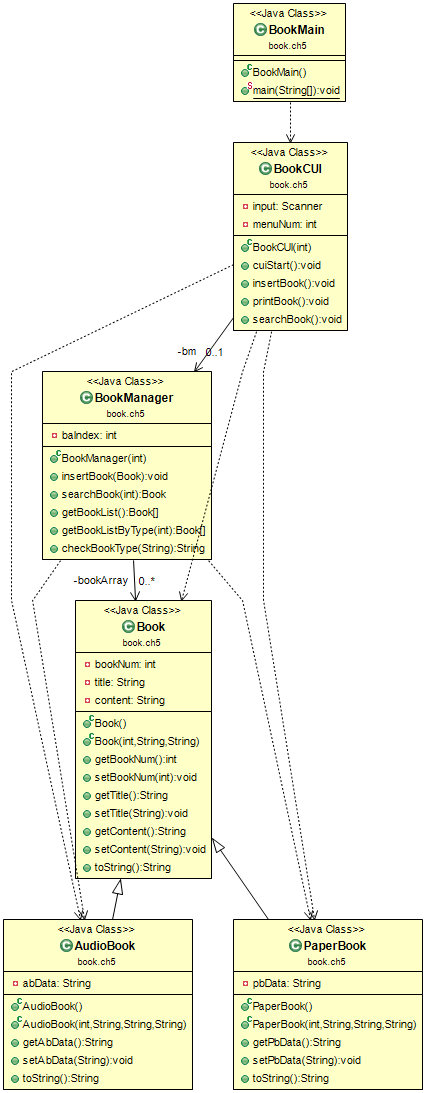 <<Java Class>>
BookMain
book.ch5
BookMain()
main(String[]):void
<<Java Class>>
BookCUI
book.ch5
input: Scanner
menuNum: int
BookCUI(int)
cuiStart():void
insertBook():void
printBook():void
searchBook():void
-bm 0..1
<<Java Class>>
BookManager
book.ch5
baIndex: int
BookManager(int)
insertBook(Book):void
searchBook(int):Book
getBookList():Book[]
getBookListByType(int):Book[]
checkBookType(String):String
-bookArray 0..*
<<Java Class>>
Book
book.ch5
bookNum: int
title: String
content: String
Book()
Book(int,String,String)
getBookNum():int
setBookNum(int):void
getTitle():String
setTitle(String):void
getContent():String
setContent(String):void
toString():String
<<Java Class>>
AudioBook
book.ch5
abData: String
AudioBook()
AudioBook(int,String,String,String)
getAbData():String
setAbData(String):void
toString():String
<<Java Class>>
PaperBook
book.ch5
pbData: String
PaperBook()
PaperBook(int,String,String,String)
getPbData():String
setPbData(String):void
toString():String